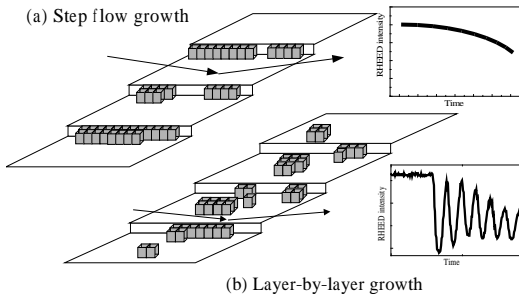 (a) Step flow growth
RHEED intensity
Time
RHEED intensity
Time
(b) Layer-by-layer growth